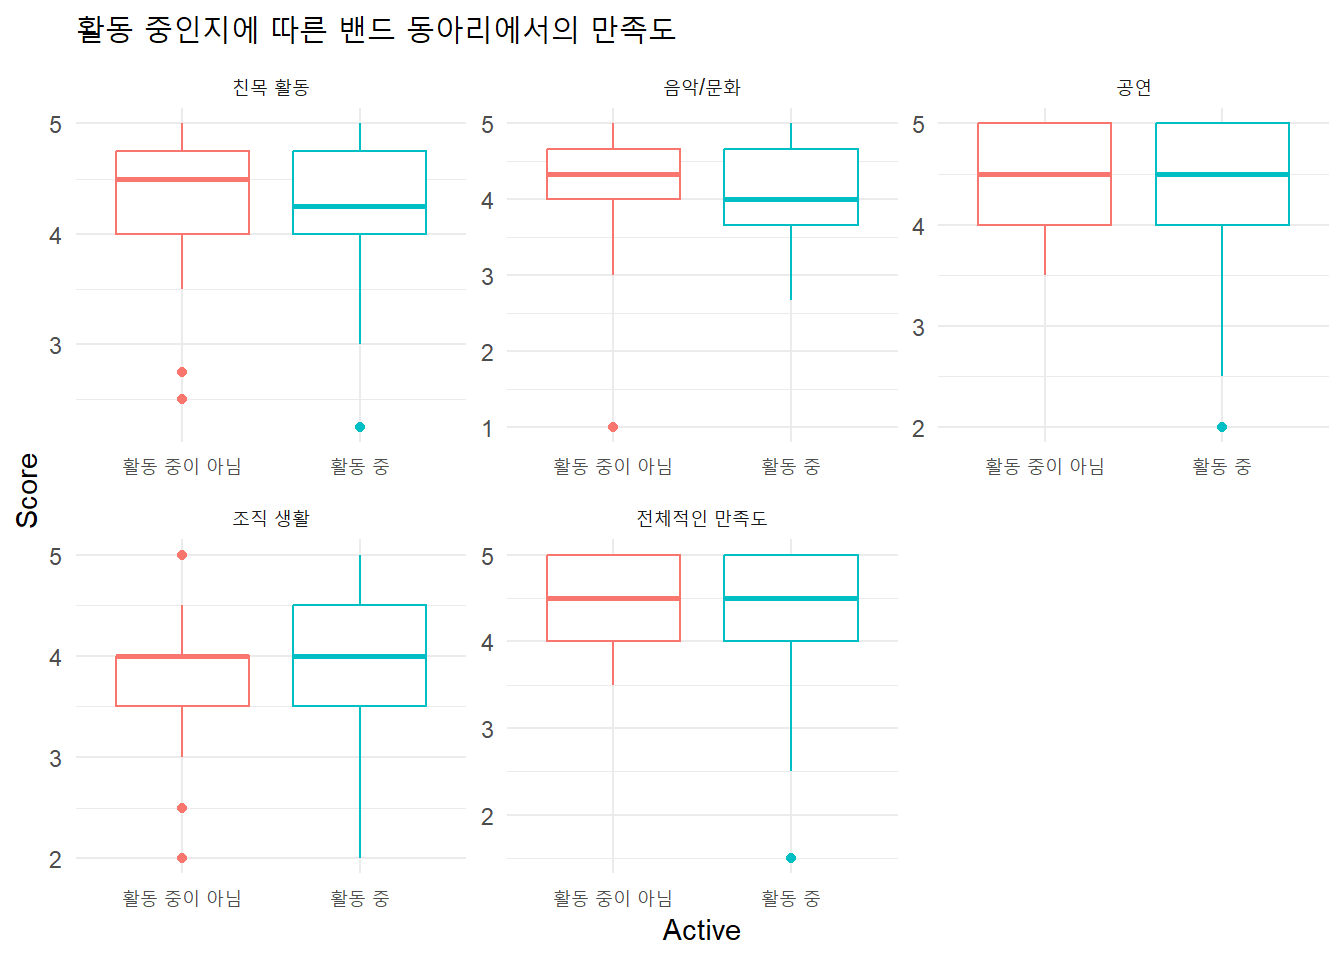 활동 중인지에 따른 밴드 동아리에서의 만족도
친목 활동
음악/문화
공연
5
4
3
5
4
3
2
1
5
4
3
2
활동 중이 아님
활동 중
활동 중이 아님
활동 중
활동 중이 아님
활동 중
Score
조직 생활
전체적인 만족도
5
4
3
2
5
4
3
2
활동 중이 아님
활동 중
활동 중이 아님
활동 중
Active